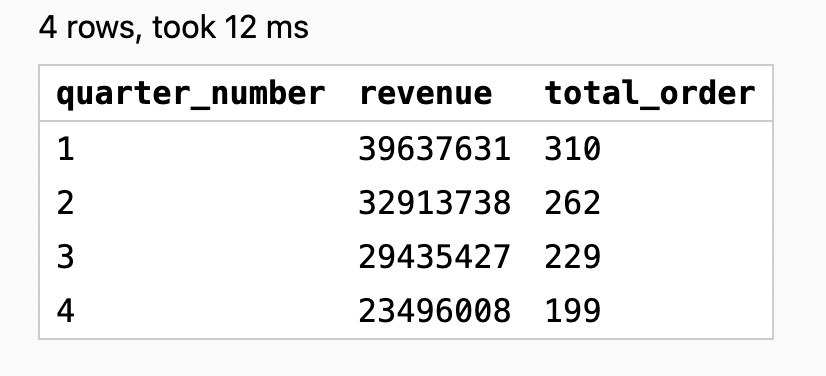 4 rows, took 12 ms
quarter_number revenue total_order
1 39637631 310
2 32913738 262
3 29435427 229
4 23496008 199